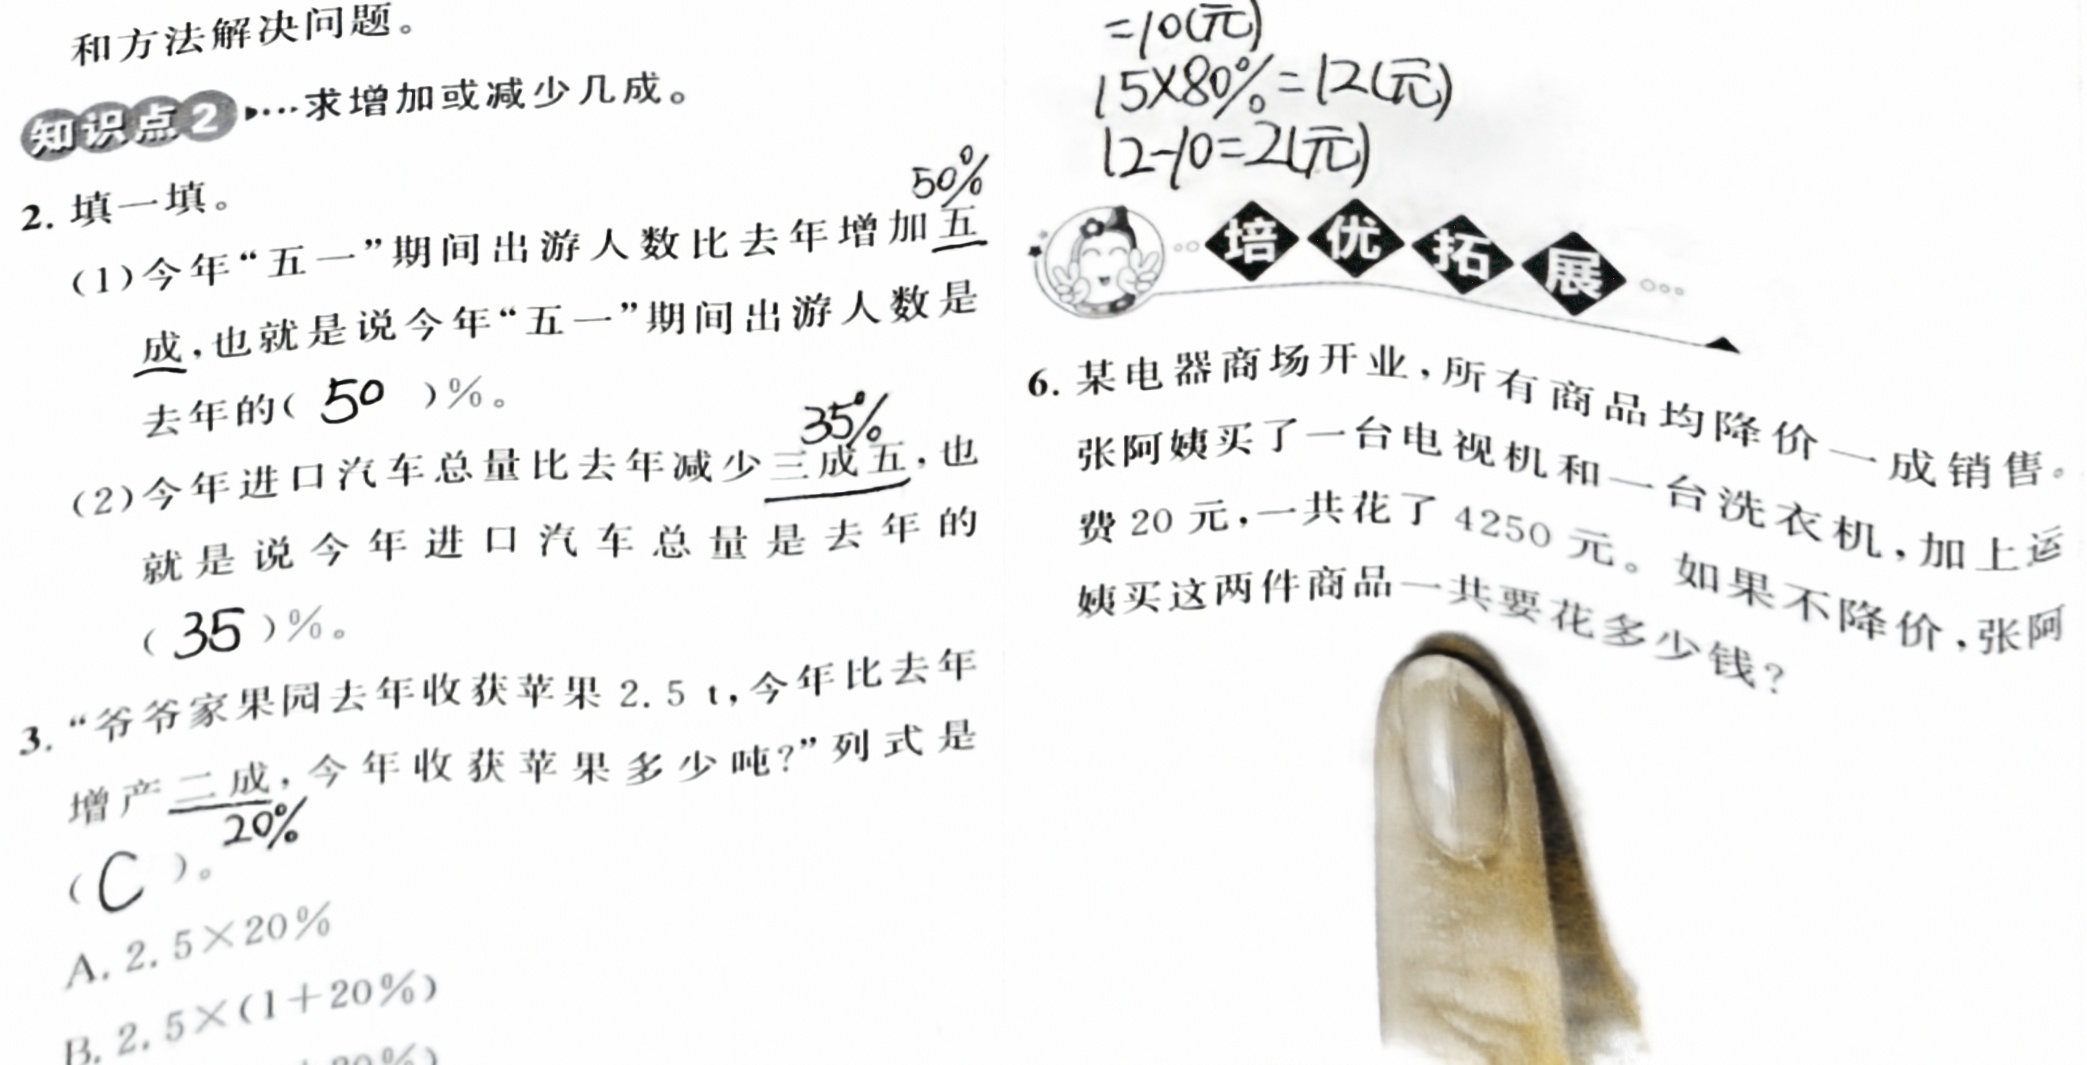 和方法解决问题。
知识点2 ····求增加或减少几成。
2. 填一填。
50%
(1)今年“五一”期间出游人数比去年增加五
成，也就是说今年“五一”期间出游人数是
去年的( 50 )%。
35%
(2)今年进口汽车总量比去年减少三成五，也
就是说今年进口汽车总量是去年的
( 35 )%。
3. “爷爷家果园去年收获苹果 2.5 t，今年比去年
增产二成，今年收获苹果多少吨?”列式是
20%
( C )。
A. 2.5×20%
B. 2.5×(1+20%)
=10(元)
15×80%=12(元)
12-10=2(元)
培优拓展
6. 某电器商场开业，所有商品均降价一成销售。
张阿姨买了一台电视机和一台洗衣机，加上运
费 20 元，一共花了 4250 元。如果不降价，张阿
姨买这两件商品一共要花多少钱?